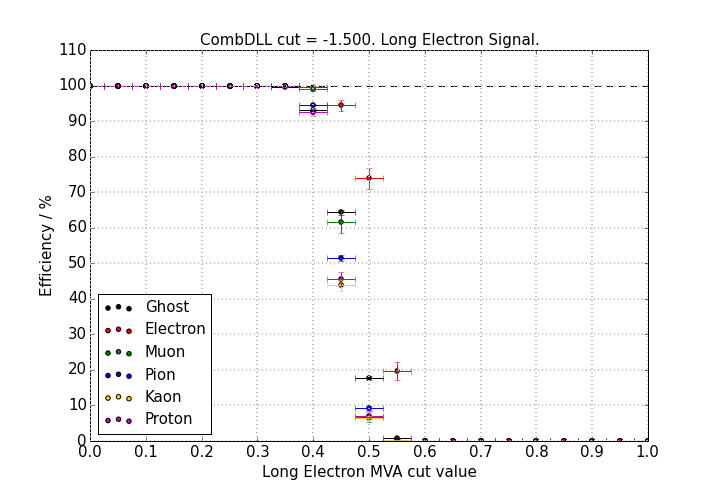 CombDLL cut = -1.500. Long Electron Signal.
Efficiency / %
110
100
90
80
70
60
50
40
30
20
10
0
Ghost
Electron
Muon
Pion
Kaon
Proton
0.0 0.1 0.2 0.3 0.4 0.5 0.6 0.7 0.8 0.9 1.0
Long Electron MVA cut value